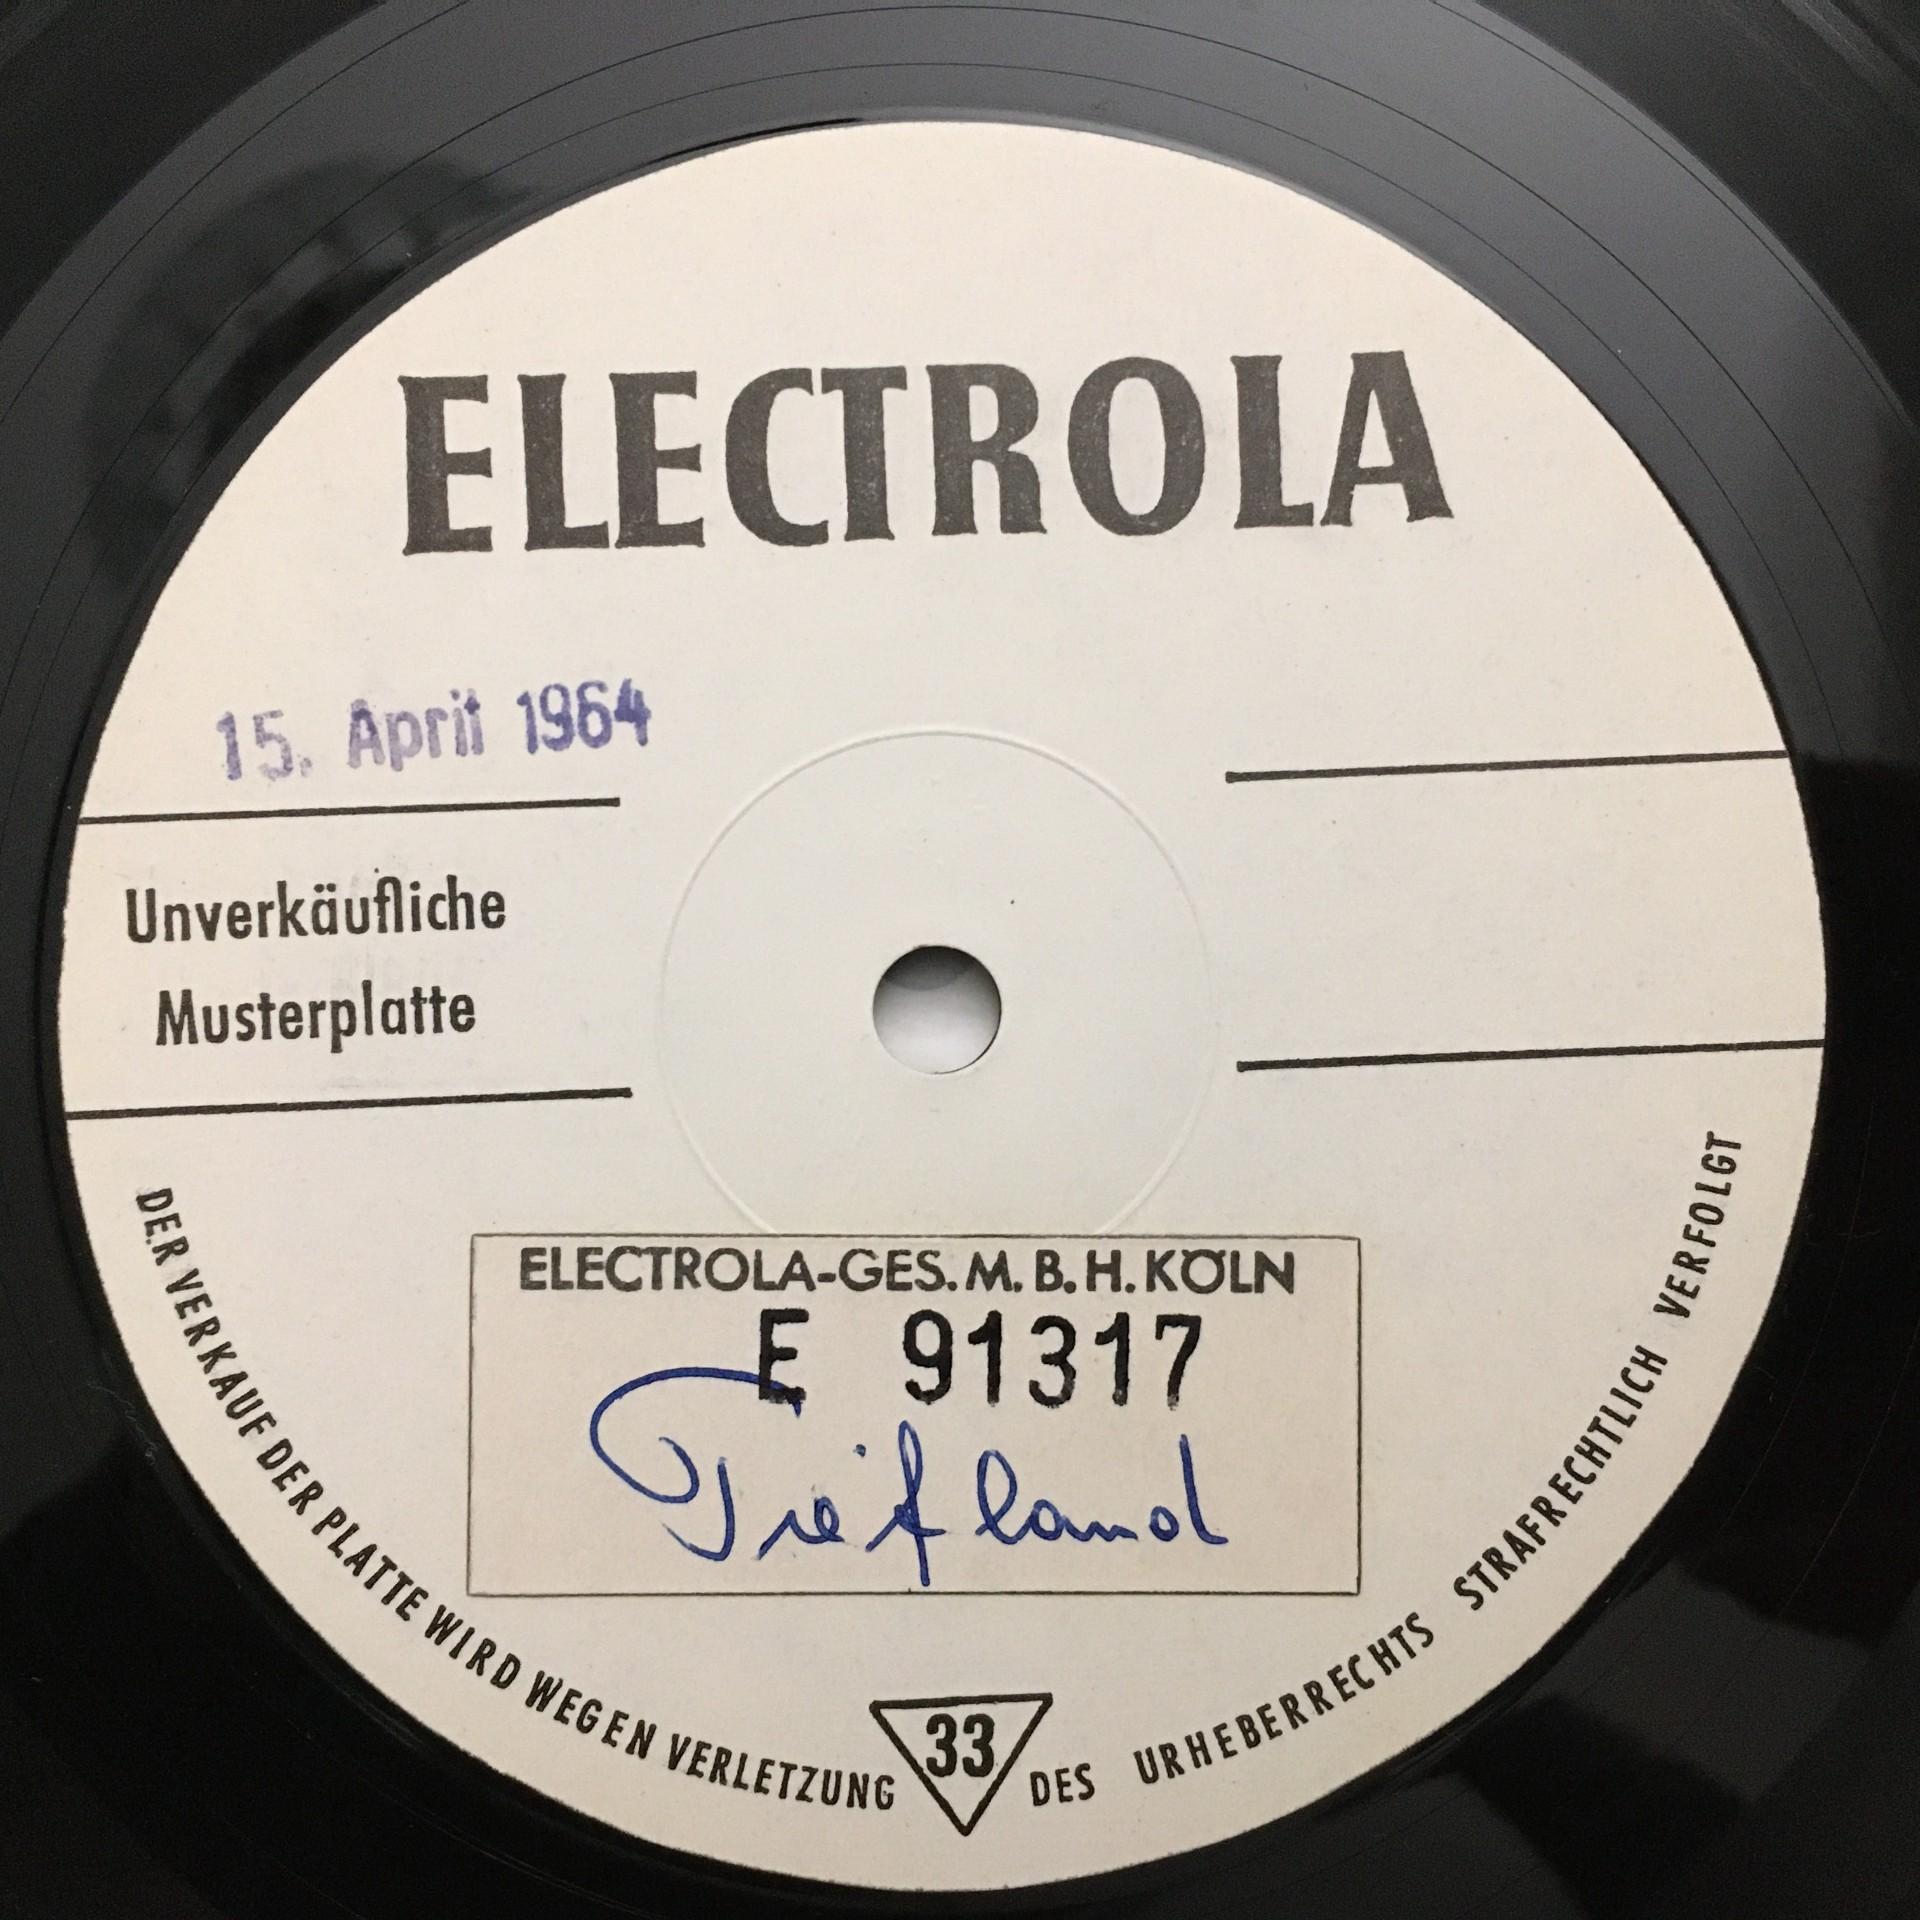 ELECTROLA
15. April 1964
Unverkäufliche
Musterplatte
ELECTROLA-GES.M.B.H.KÖLN
E 91317
Tiefland
33
DER VERKAUF DER PLATTE WIRD WEGEN VERLETZUNG DES URHEBERRECHTS STRAFRECHTLICH VERFOLGT